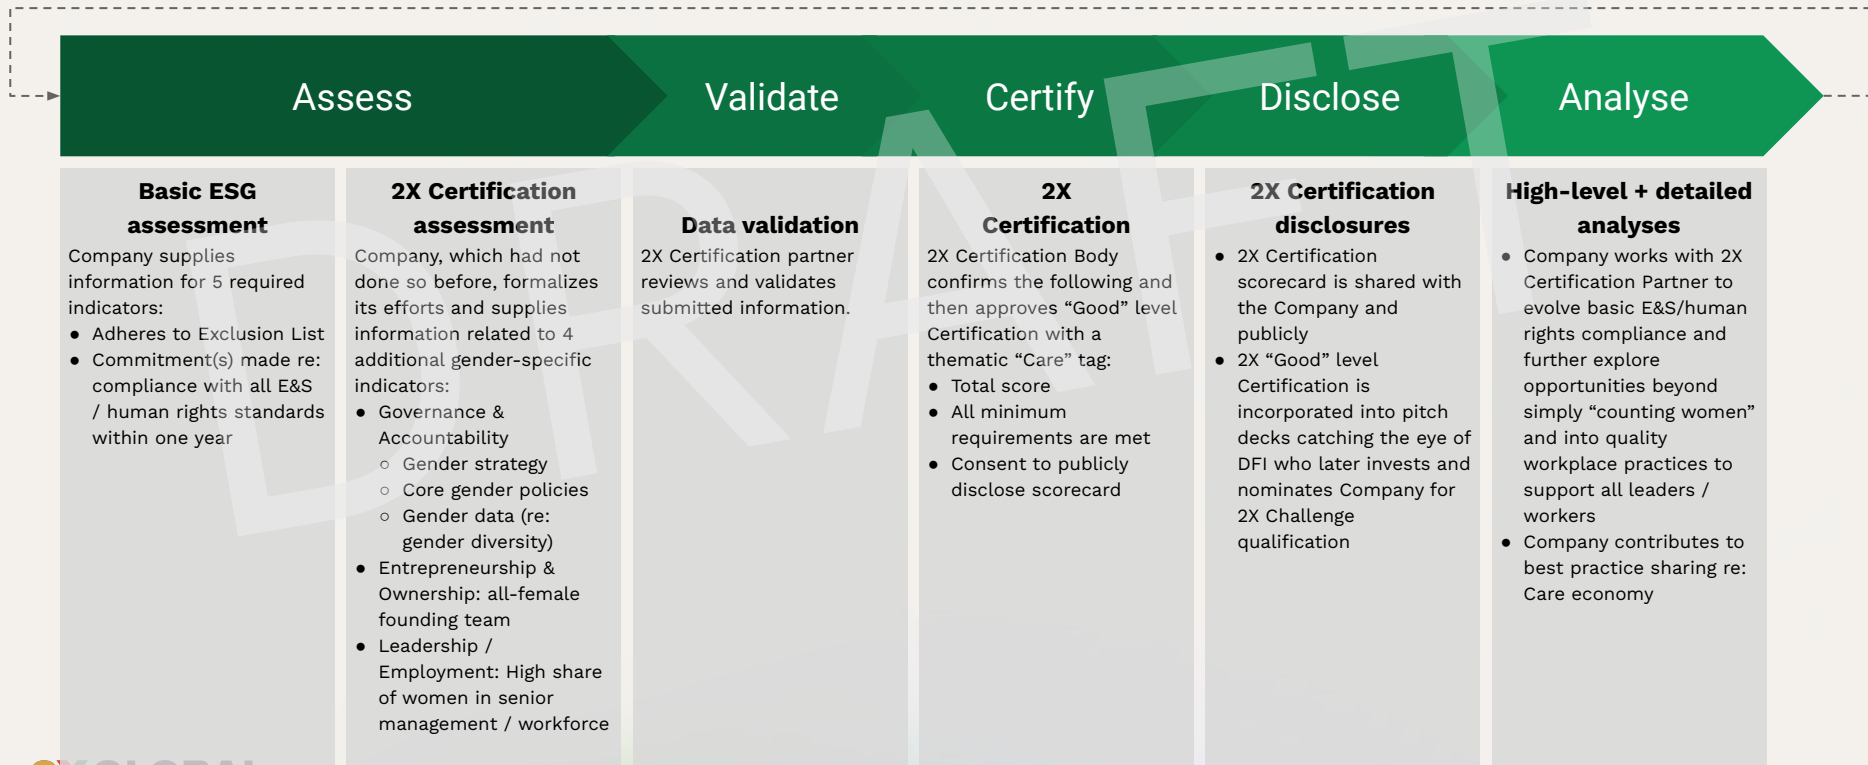 Assess
Validate
Certify
Disclose
Analyse
Basic ESG
assessment
Company supplies
information for 5 required
indicators:
● Adheres to Exclusion List
● Commitment(s) made re:
compliance with all E&S
/ human rights standards
within one year
2X Certification
assessment
Company, which had not
done so before, formalizes
its efforts and supplies
information related to 4
additional gender-specific
indicators:
● Governance &
Accountability
○ Gender strategy
○ Core gender policies
○ Gender data (re:
gender diversity)
● Entrepreneurship &
Ownership: all-female
founding team
● Leadership /
Employment: High share
of women in senior
management / workforce
Data validation
2X Certification partner
reviews and validates
submitted information.
2X
Certification
2X Certification Body
confirms the following and
then approves “Good” level
Certification with a
thematic “Care” tag:
● Total score
● All minimum
requirements are met
● Consent to publicly
disclose scorecard
2X Certification
disclosures
● 2X Certification
scorecard is shared with
the Company and
publicly
● 2X “Good” level
Certification is
incorporated into pitch
decks catching the eye of
DFI who later invests and
nominates Company for
2X Challenge
qualification
High-level + detailed
analyses
● Company works with 2X
Certification Partner to
evolve basic E&S/human
rights compliance and
further explore
opportunities beyond
simply “counting women”
and into quality
workplace practices to
support all leaders /
workers
● Company contributes to
best practice sharing re:
Care economy
DRAFT